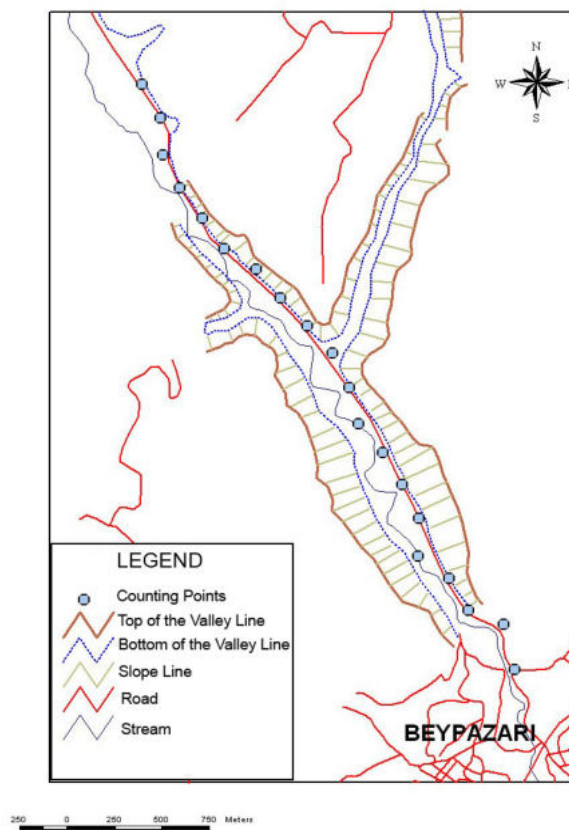 N
W
S
LEGEND
Counting Points
Top of the Valley Line
Bottom of the Valley Line
Slope Line
Road
Stream
BEYPAZARI
250 0 250 500 750 Meters